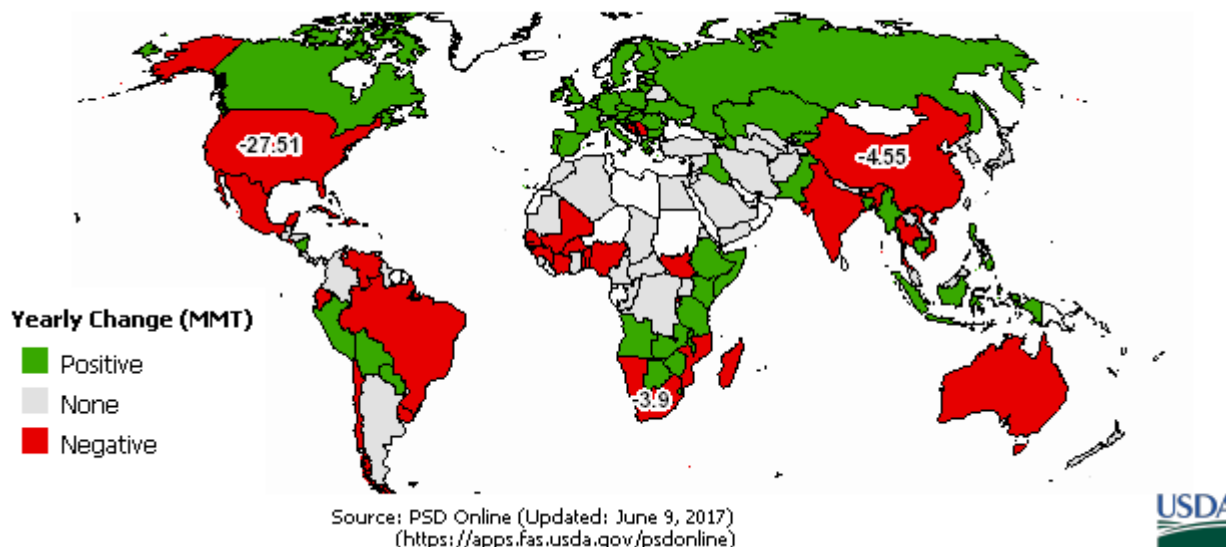 -27.51
-4.55
-3.9
Yearly Change (MMT)
Positive
None
Negative
Source: PSD Online (Updated: June 9, 2017)
(https://apps.fas.usda.gov/psdonline)
USDA